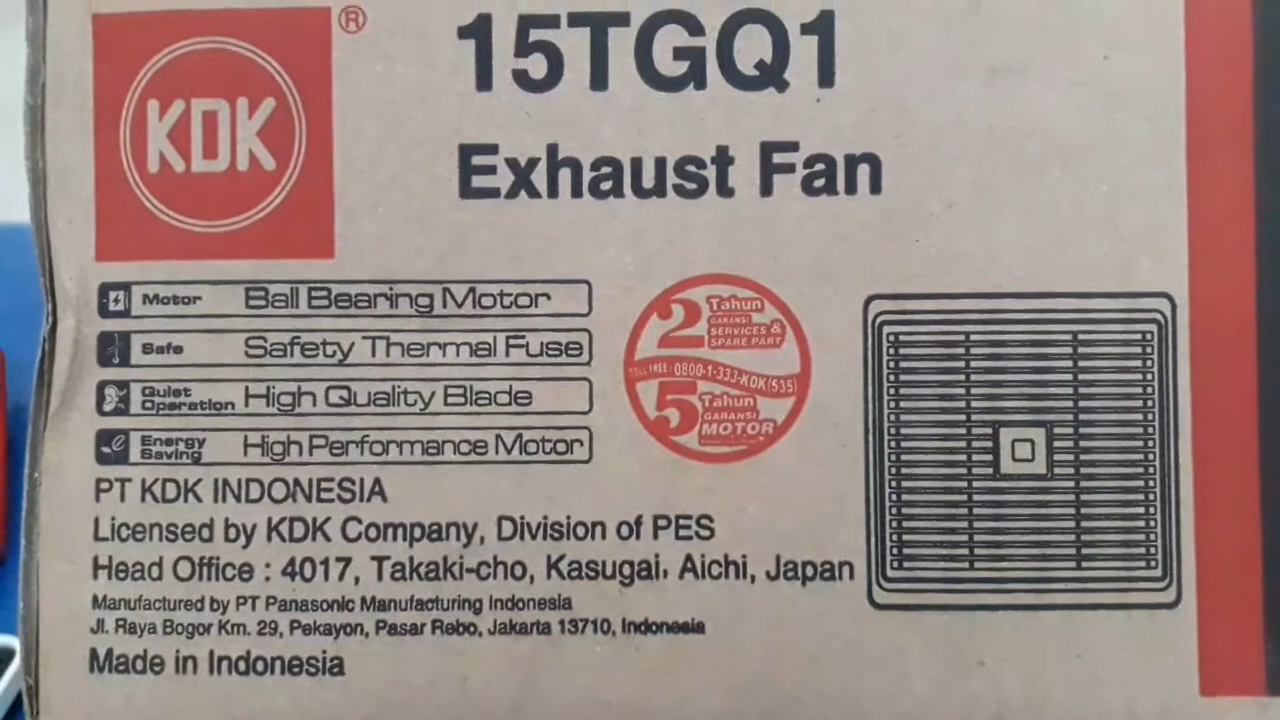 KDK
®
15TGQ1
Exhaust Fan
Motor Ball Bearing Motor
Safe Safety Thermal Fuse
Quiet Operation High Quality Blade
Energy Saving High Performance Motor
2 Tahun
GARANSI
SERVICES &
SPARE PART
TOLL FREE : 0800-1-333-KDK(535)
5 Tahun
GARANSI
MOTOR
PT KDK INDONESIA
Licensed by KDK Company, Division of PES
Head Office : 4017, Takaki-cho, Kasugai, Aichi, Japan
Manufactured by PT Panasonic Manufacturing Indonesia
Jl. Raya Bogor Km. 29, Pekayon, Pasar Rebo, Jakarta 13710, Indonesia
Made in Indonesia